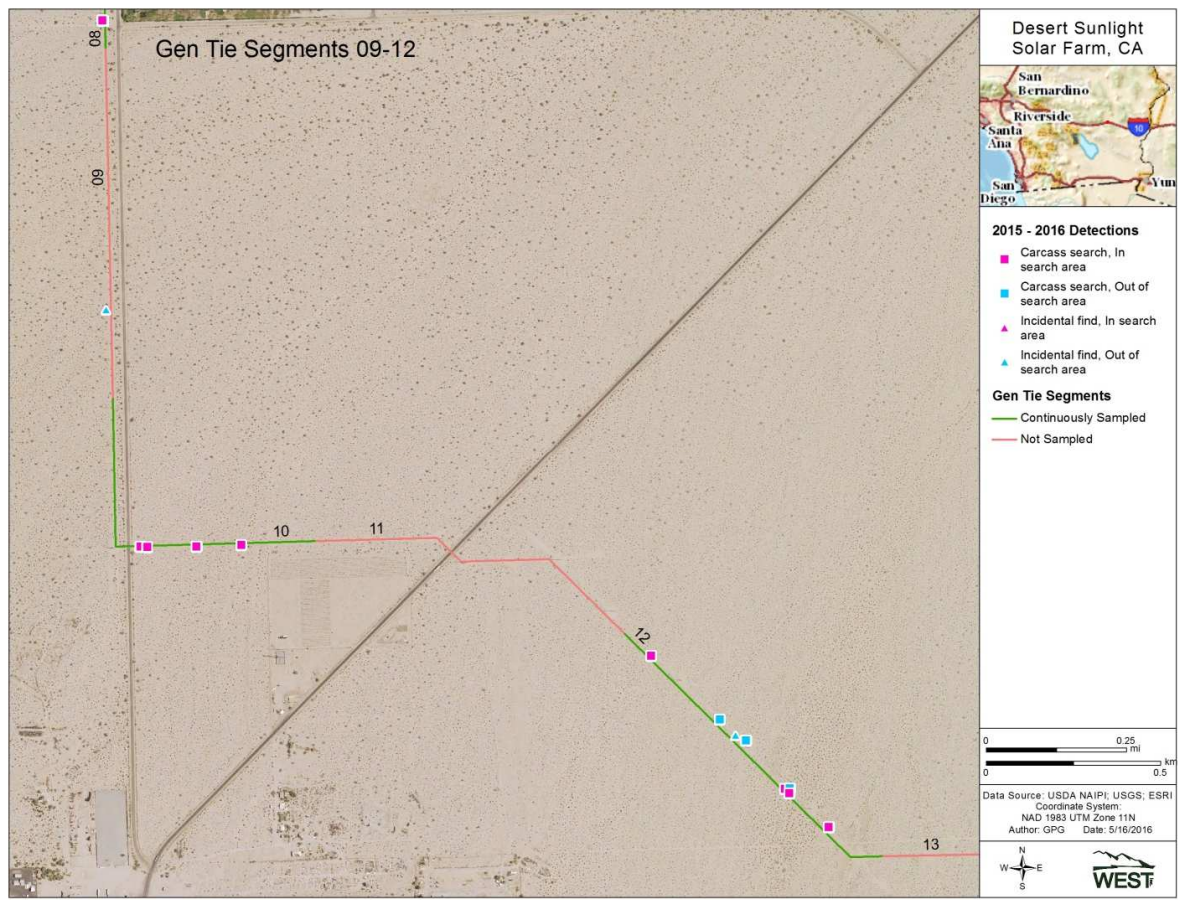 Gen Tie Segments 09-12
08
09
10
11
12
13
Desert Sunlight
Solar Farm, CA
San
Bernardino
Riverside
Santa
Ana
10
San
Diego
Yun
2015 - 2016 Detections
Carcass search, In
search area
Carcass search, Out of
search area
Incidental find, In search
area
Incidental find, Out of
search area
Gen Tie Segments
Continuously Sampled
Not Sampled
0 0.25
mi
km
0 0.5
Data Source: USDA NAIPI; USGS; ESRI
Coordinate System:
NAD 1983 UTM Zone 11N
Author: GPG Date: 5/16/2016
N
W E
S
WEST